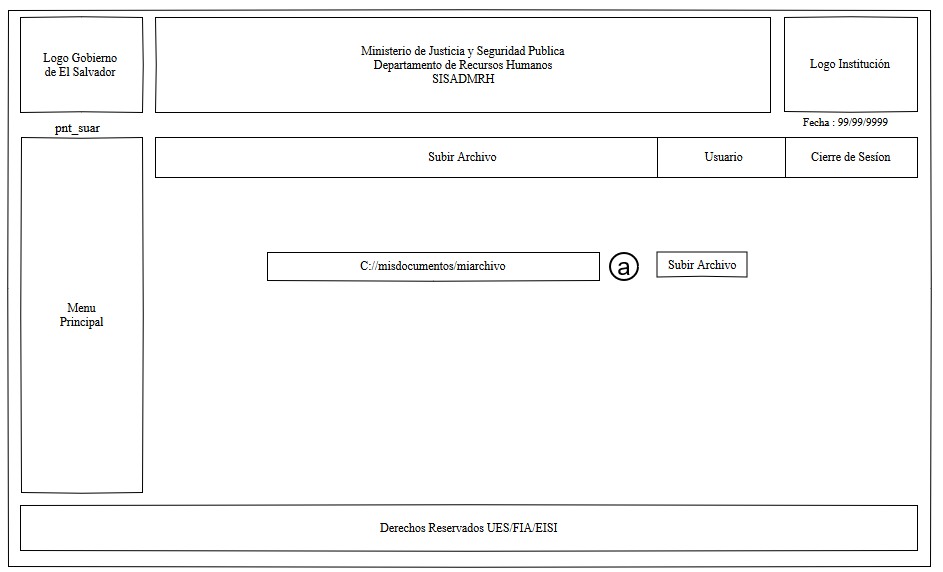 Logo Gobierno
de El Salvador
Ministerio de Justicia y Seguridad Publica
Departamento de Recursos Humanos
SISADMRH
Logo Institución
pnt_suar
Fecha : 99/99/9999
Subir Archivo
Usuario
Cierre de Sesíon
C://misdocumentos/miarchivo
a
Subir Archivo
Menu
Principal
Derechos Reservados UES/FIA/EISI